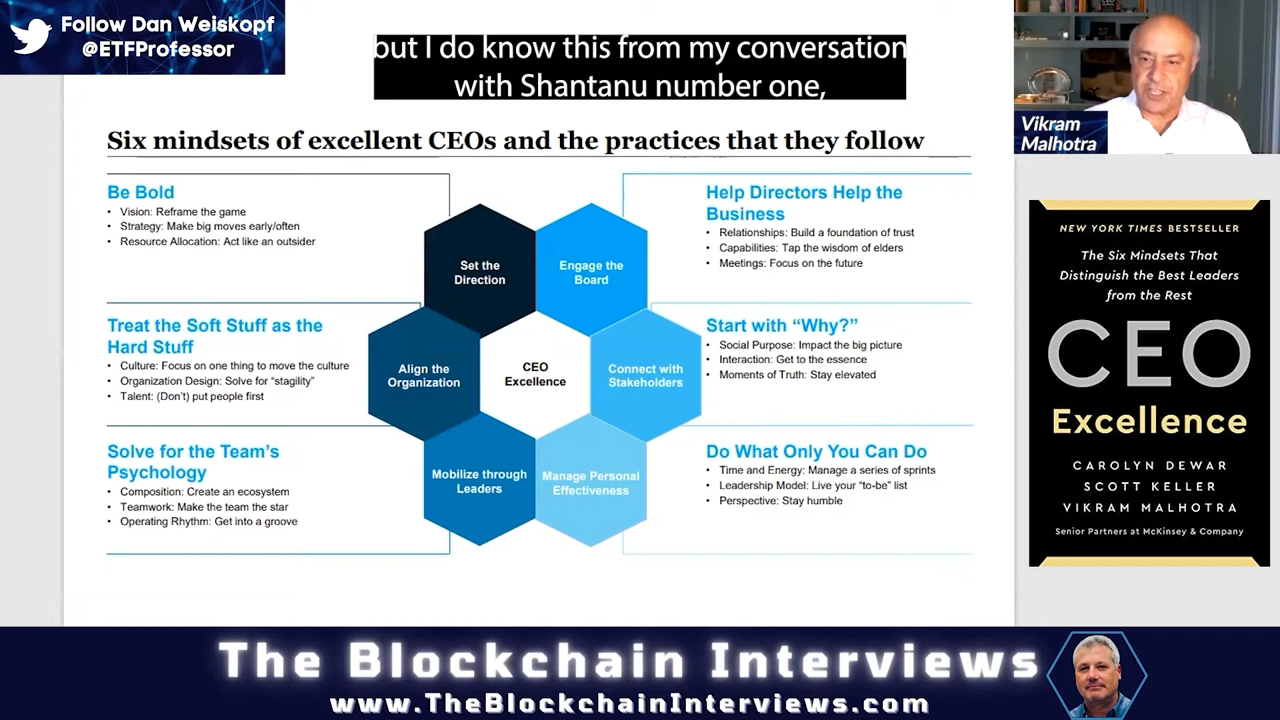 Follow Dan Weiskopf
@ETFProfessor
but I do know this from my conversation
with Shantanu number one,
Vikram
Malhotra
Six mindsets of excellent CEOs and the practices that they follow
Be Bold
• Vision: Reframe the game
• Strategy: Make big moves early/often
• Resource Allocation: Act like an outsider
Treat the Soft Stuff as the
Hard Stuff
• Culture: Focus on one thing to move the culture
• Organization Design: Solve for “stagility”
• Talent: (Don’t) put people first
Solve for the Team’s
Psychology
• Composition: Create an ecosystem
• Teamwork: Make the team the star
• Operating Rhythm: Get into a groove
Set the
Direction
Engage the
Board
Align the
Organization
CEO
Excellence
Connect with
Stakeholders
Mobilize through
Leaders
Manage Personal
Effectiveness
Help Directors Help the
Business
• Relationships: Build a foundation of trust
• Capabilities: Tap the wisdom of elders
• Meetings: Focus on the future
Start with “Why?”
• Social Purpose: Impact the big picture
• Interaction: Get to the essence
• Moments of Truth: Stay elevated
Do What Only You Can Do
• Time and Energy: Manage a series of sprints
• Leadership Model: Live your “to-be” list
• Perspective: Stay humble
NEW YORK TIMES BESTSELLER
The Six Mindsets That
Distinguish the Best Leaders
from the Rest
CEO
Excellence
CAROLYN DEWAR
SCOTT KELLER
VIKRAM MALHOTRA
Senior Partners at McKinsey & Company
The Blockchain Interviews
www.TheBlockchainInterviews.com